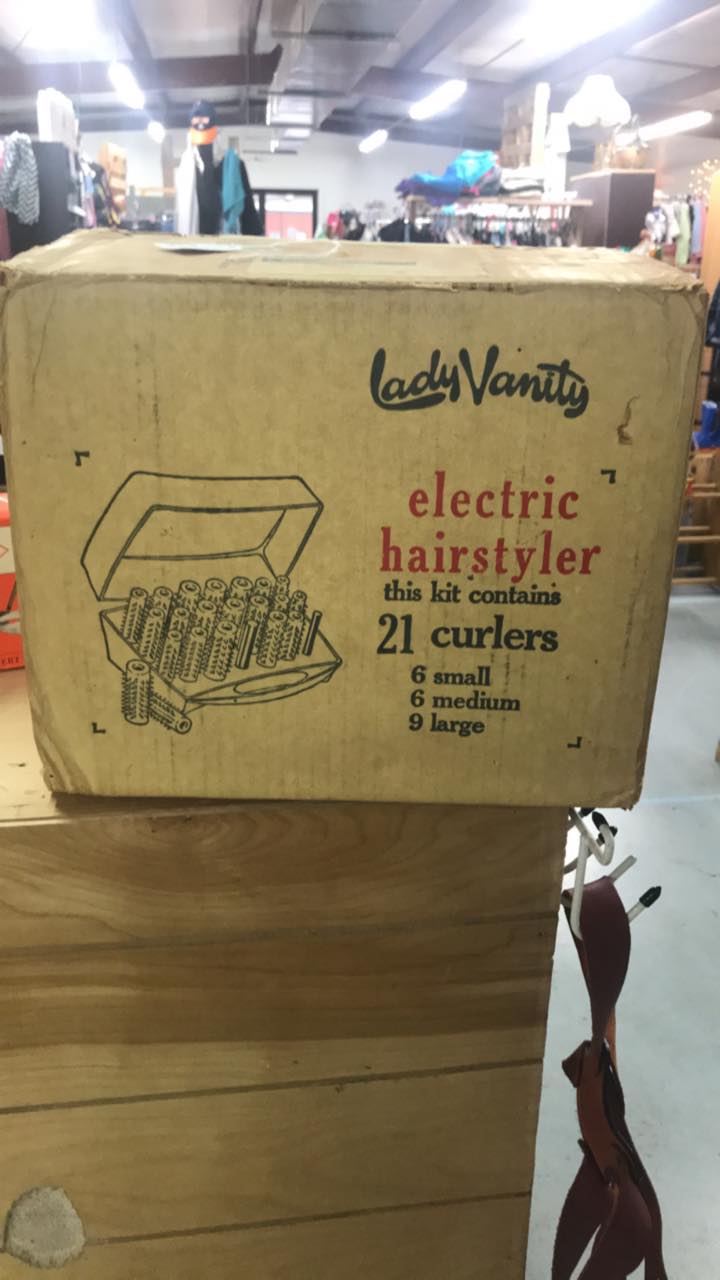 Lady Vanity
electric
hairstyler
this kit contains
21 curlers
6 small
6 medium
9 large